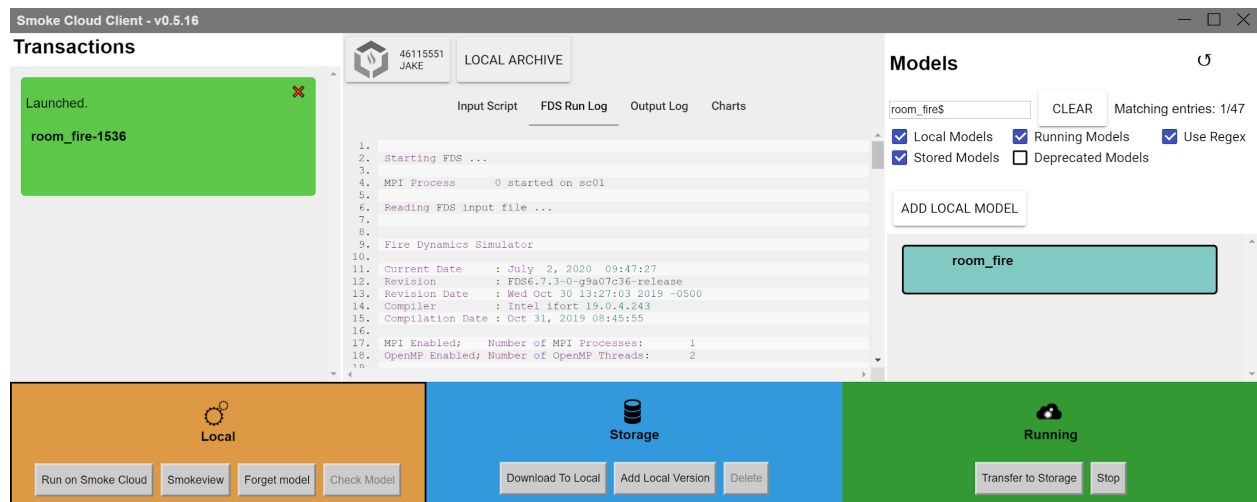 Smoke Cloud Client - v0.5.16
Transactions
Launched.
room_fire-1536
46115551
JAKE
LOCAL ARCHIVE
Input Script FDS Run Log Output Log Charts
1.
2. Starting FDS ...
3.
4. MPI Process 0 started on sc01
5.
6. Reading FDS input file ...
7.
8.
9. Fire Dynamics Simulator
10.
11. Current Date : July 2, 2020 09:47:27
12. Revision : FDS6.7.3-0-g9a07c36-release
13. Revision Date : Wed Oct 30 13:27:03 2019 -0500
14. Compiler : Intel ifort 19.0.4.243
15. Compilation Date : Oct 31, 2019 08:45:55
16.
17. MPI Enabled; Number of MPI Processes: 1
18. OpenMP Enabled; Number of OpenMP Threads: 2
19
Models
room_fire$ CLEAR Matching entries: 1/47
Local Models Running Models Use Regex
Stored Models Deprecated Models
ADD LOCAL MODEL
room_fire
Local
Run on Smoke Cloud Smokeview Forget model Check Model
Storage
Download To Local Add Local Version Delete
Running
Transfer to Storage Stop